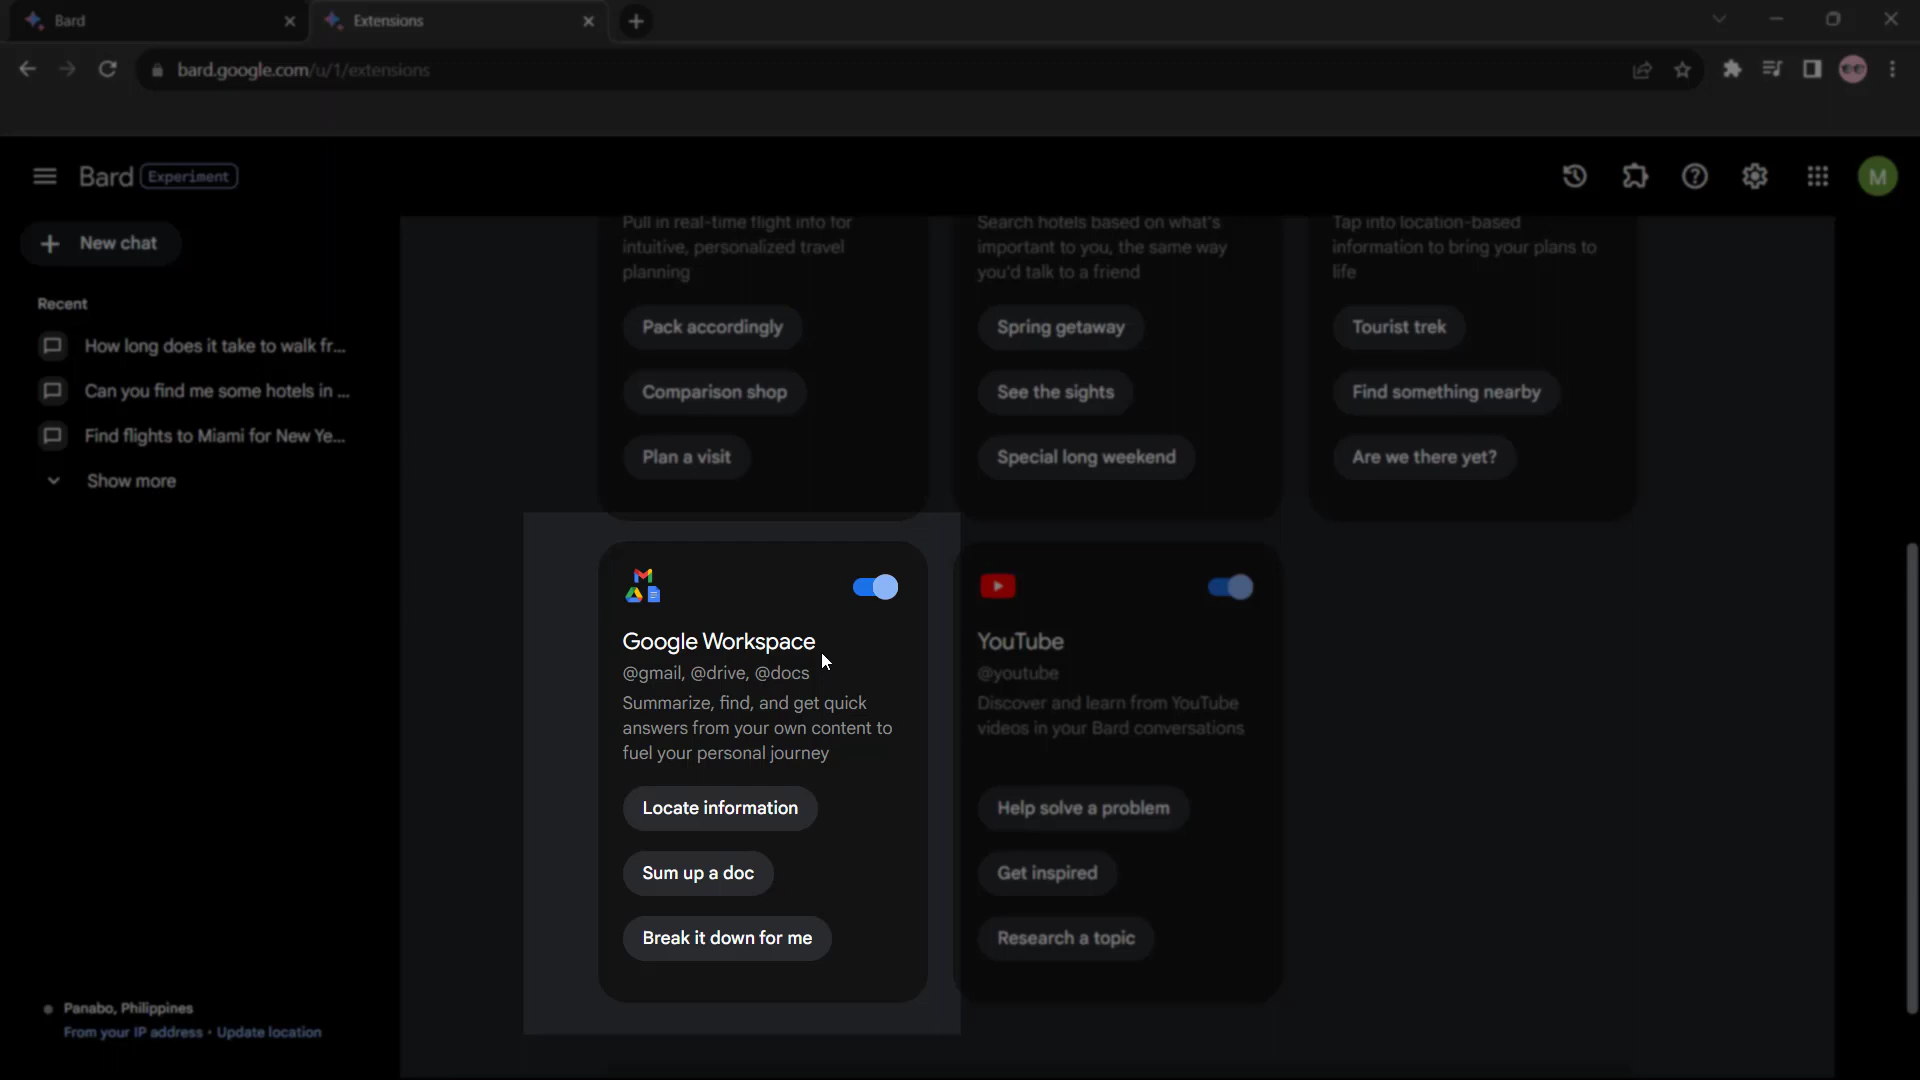 Bard
Extensions
bard.google.com/u/1/extensions
Bard Experiment
M
New chat
Recent
How long does it take to walk fr...
Can you find me some hotels in ...
Find flights to Miami for New Ye...
Show more
Pull in real-time flight info for
intuitive, personalized travel
planning
Pack accordingly
Comparison shop
Plan a visit
Search hotels based on what's
important to you, the same way
you'd talk to a friend
Spring getaway
See the sights
Special long weekend
Tap into location-based
information to bring your plans to
life
Tourist trek
Find something nearby
Are we there yet?
Google Workspace
@gmail, @drive, @docs
Summarize, find, and get quick
answers from your own content to
fuel your personal journey
Locate information
Sum up a doc
Break it down for me
YouTube
@youtube
Discover and learn from YouTube
videos in your Bard conversations
Help solve a problem
Get inspired
Research a topic
Panabo, Philippines
From your IP address • Update location